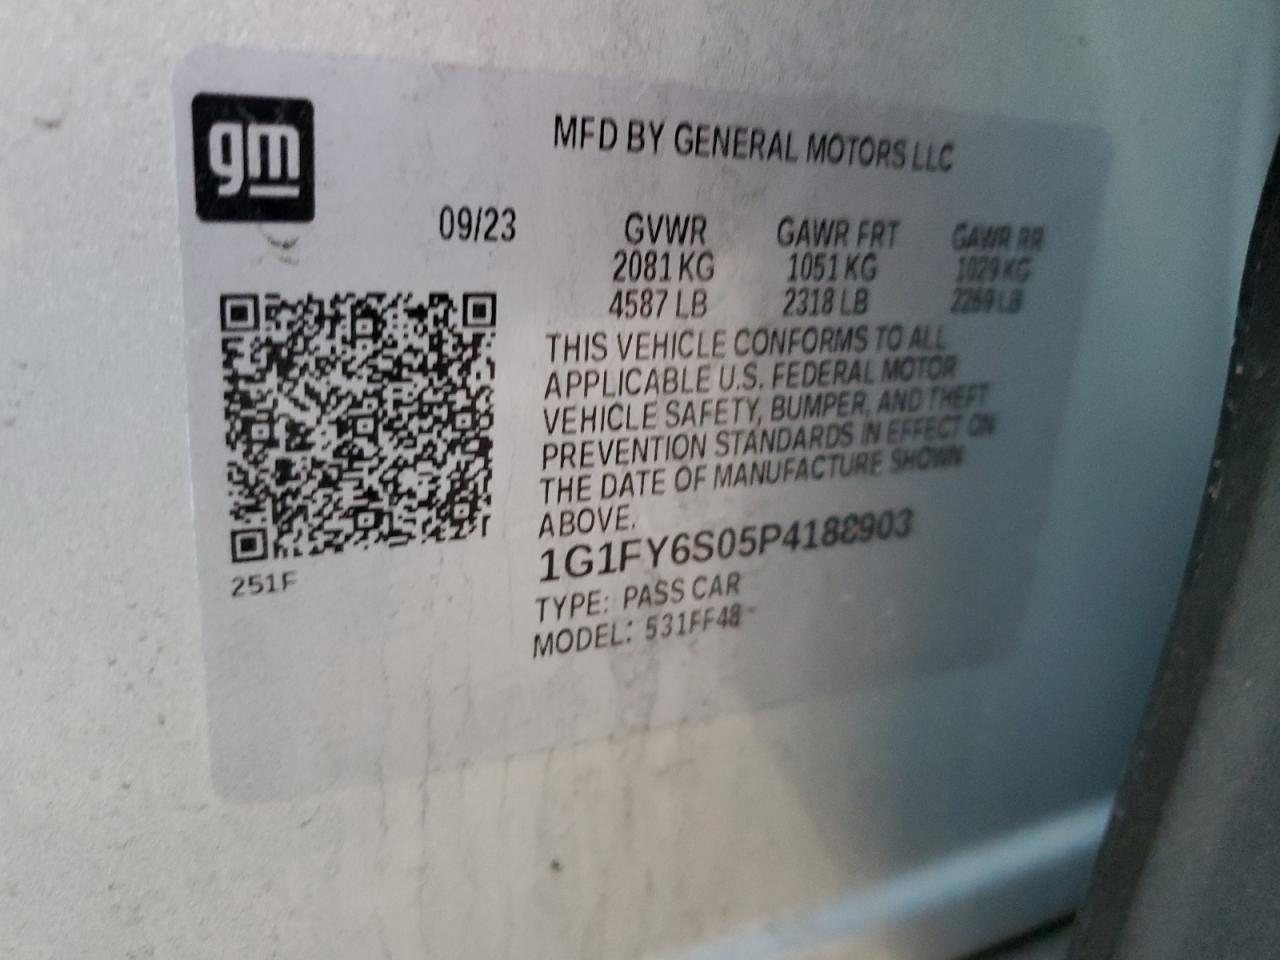 gm
MFD BY GENERAL MOTORS LLC
09/23
GVWR GAWR FRT GAWR RR
2081 KG 1051 KG 1029 KG
4587 LB 2318 LB 2269 LB
THIS VEHICLE CONFORMS TO ALL
APPLICABLE U.S. FEDERAL MOTOR
VEHICLE SAFETY, BUMPER, AND THEFT
PREVENTION STANDARDS IN EFFECT ON
THE DATE OF MANUFACTURE SHOWN
ABOVE.
1G1FY6S05P4188903
251F
TYPE: PASS CAR
MODEL: 531FF48